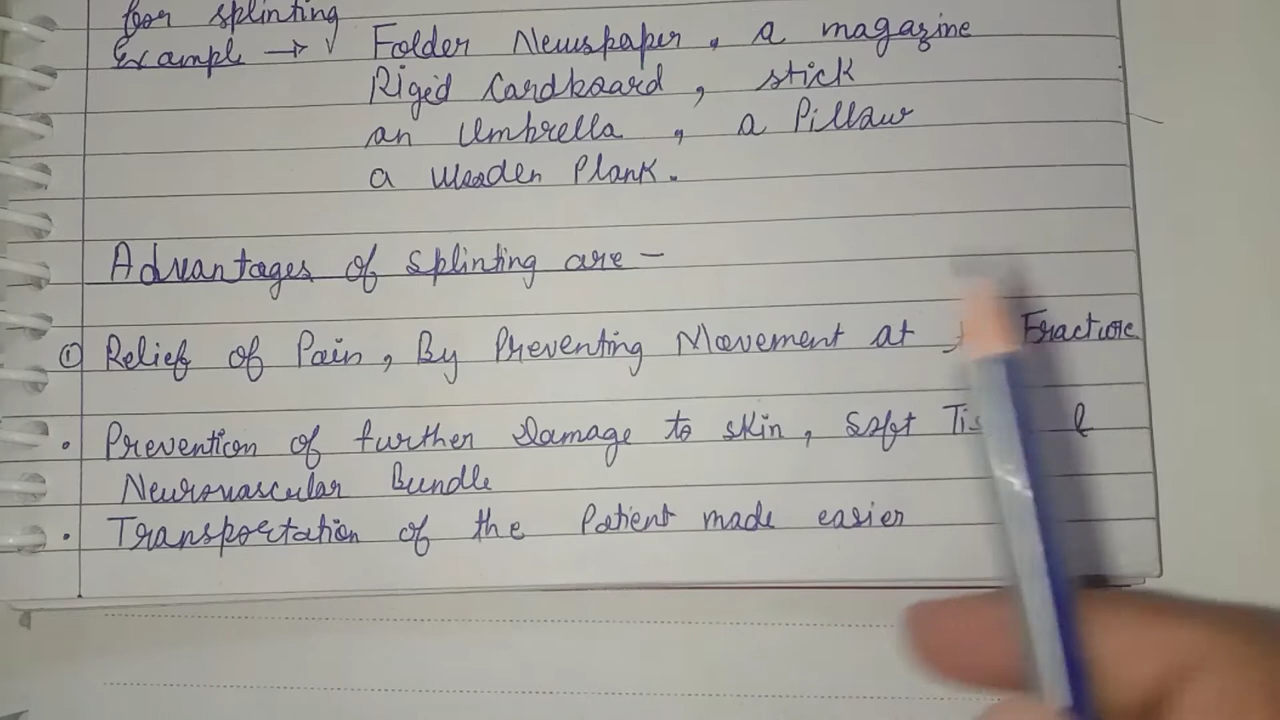 for splinting
Example → Folder Newspaper, a magazine
Riged Cardboard, stick
an Umbrella, a Pillaw
a Wooden Plank.
Advantages of splinting are -
① Relief of Pain, By Preventing Movement at Fracture
• Prevention of further Damage to skin, Soft &
Neurovascular Bundle
• Transportation of the Patient made easier